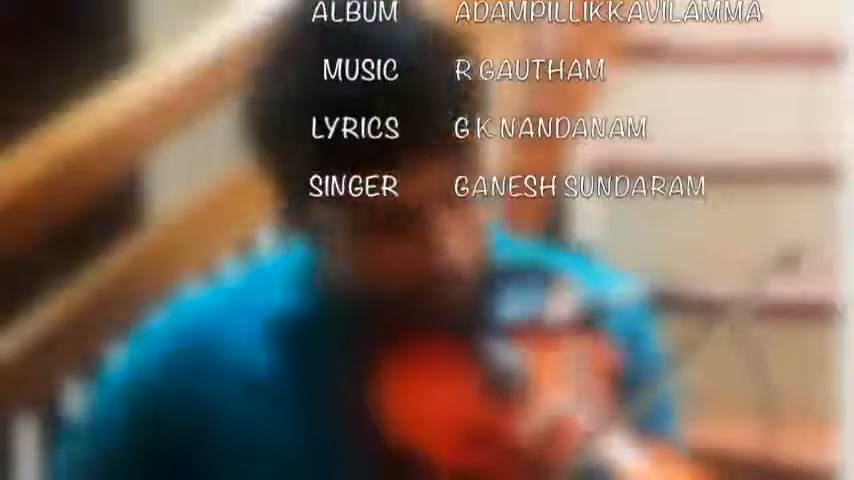 ALBUM ADAMPILLIKKAVILAMMA
MUSIC R GAUTHAM
LYRICS G K NANDANAM
SINGER GANESH SUNDARAM